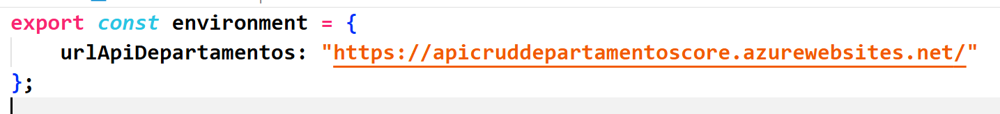 export const environment = {
    urlApiDepartamentos: "https://apicruddepartamentoscore.azurewebsites.net/"
};